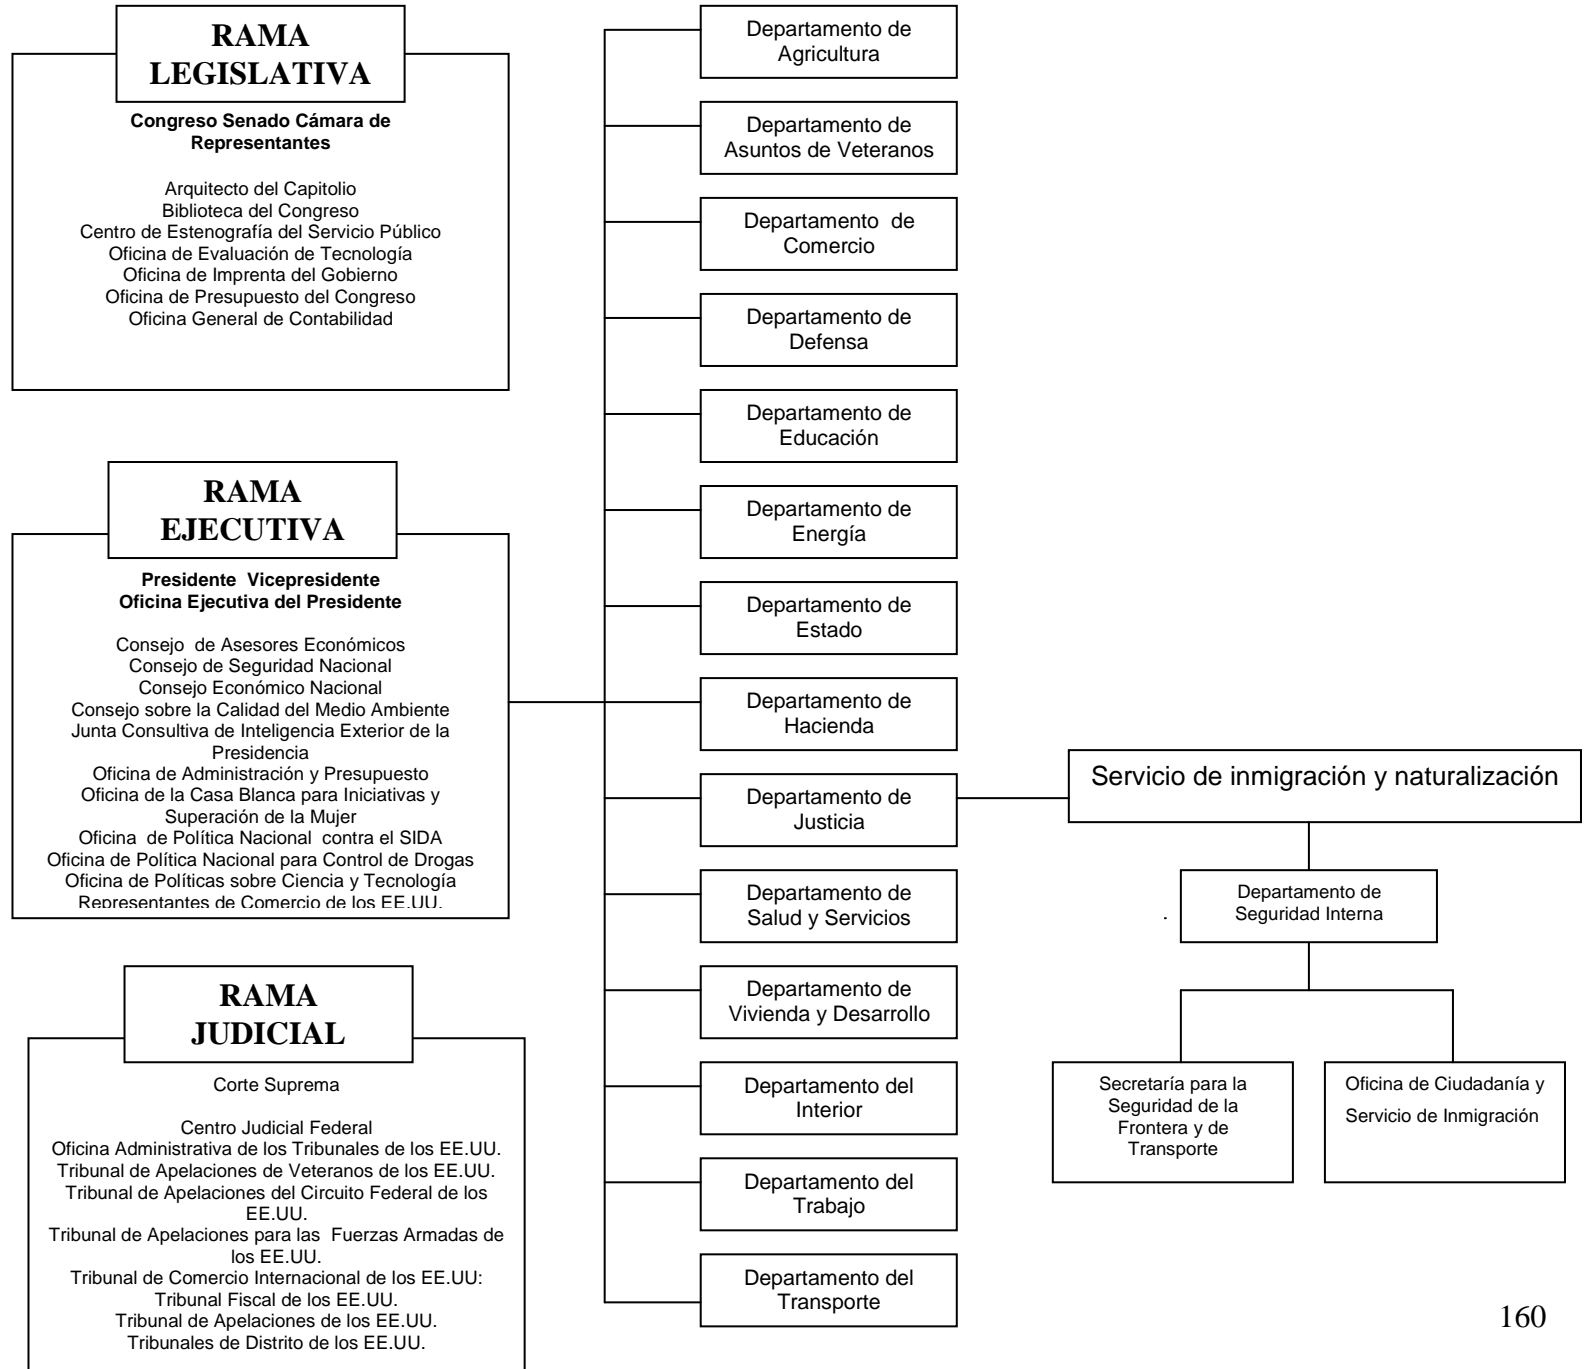 RAMA
LEGISLATIVA
Congreso Senado Cámara de
Representantes
Arquitecto del Capitolio
Biblioteca del Congreso
Centro de Estenografía del Servicio Público
Oficina de Evaluación de Tecnología
Oficina de Imprenta del Gobierno
Oficina de Presupuesto del Congreso
Oficina General de Contabilidad
RAMA
EJECUTIVA
Presidente Vicepresidente
Oficina Ejecutiva del Presidente
Consejo de Asesores Económicos
Consejo de Seguridad Nacional
Consejo Económico Nacional
Consejo sobre la Calidad del Medio Ambiente
Junta Consultiva de Inteligencia Exterior de la
Presidencia
Oficina de Administración y Presupuesto
Oficina de la Casa Blanca para Iniciativas y
Superación de la Mujer
Oficina de Política Nacional contra el SIDA
Oficina de Política Nacional para Control de Drogas
Oficina de Políticas sobre Ciencia y Tecnología
Representantes de Comercio de los EE.UU.
RAMA
JUDICIAL
Corte Suprema
Centro Judicial Federal
Oficina Administrativa de los Tribunales de los EE.UU.
Tribunal de Apelaciones de Veteranos de los EE.UU.
Tribunal de Apelaciones del Circuito Federal de los
EE.UU.
Tribunal de Apelaciones para las Fuerzas Armadas de
los EE.UU.
Tribunal de Comercio Internacional de los EE.UU:
Tribunal Fiscal de los EE.UU.
Tribunal de Apelaciones de los EE.UU.
Tribunales de Distrito de los EE.UU.
Departamento de
Agricultura
Departamento de
Asuntos de Veteranos
Departamento de
Comercio
Departamento de
Defensa
Departamento de
Educación
Departamento de
Energía
Departamento de
Estado
Departamento de
Hacienda
Departamento de
Justicia
Departamento de
Salud y Servicios
Departamento de
Vivienda y Desarrollo
Departamento del
Interior
Departamento del
Trabajo
Departamento del
Transporte
Servicio de inmigración y naturalización
Departamento de
Seguridad Interna
.
Secretaría para la
Seguridad de la
Frontera y de
Transporte
Oficina de Ciudadanía y
Servicio de Inmigración
160